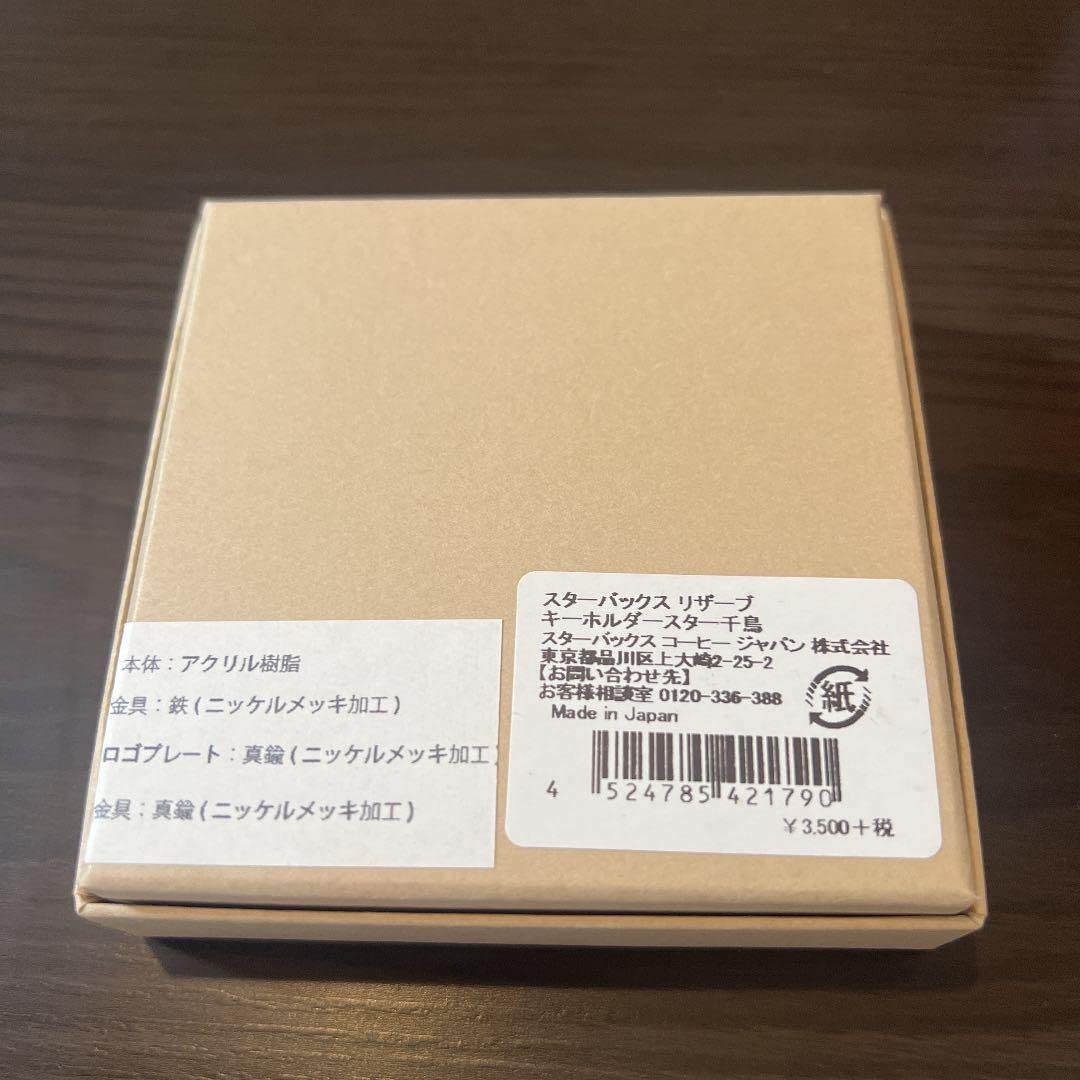 本体：アクリル樹脂
金具：鉄(ニッケルメッキ加工)
ロゴプレート：真鍮(ニッケルメッキ加工)
金具：真鍮(ニッケルメッキ加工)
スターバックス リザーブ
キーホルダースター千鳥
スターバックス コーヒー ジャパン 株式会社
東京都品川区上大崎2-25-2
【お問い合わせ先】
お客様相談室 0120-336-388
Made in Japan
紙
4 524785 421790
￥3,500＋税